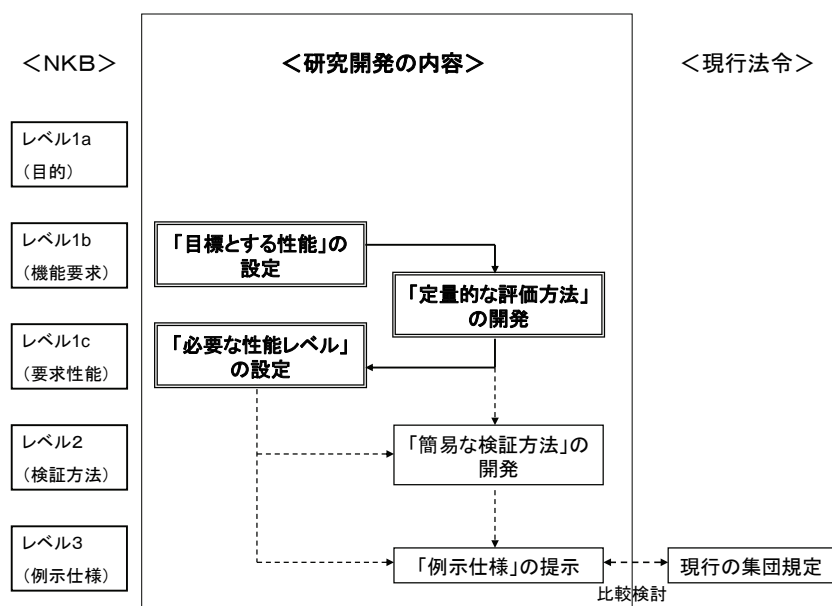 ＜NKB＞
＜研究開発の内容＞
＜現行法令＞
レベル1a
（目的）
レベル1b
（機能要求）
「目標とする性能」の
設定
「定量的な評価方法」
の開発
レベル1c
（要求性能）
「必要な性能レベル」
の設定
レベル2
（検証方法）
「簡易な検証方法」の
開発
レベル3
（例示仕様）
「例示仕様」の提示
現行の集団規定
比較検討